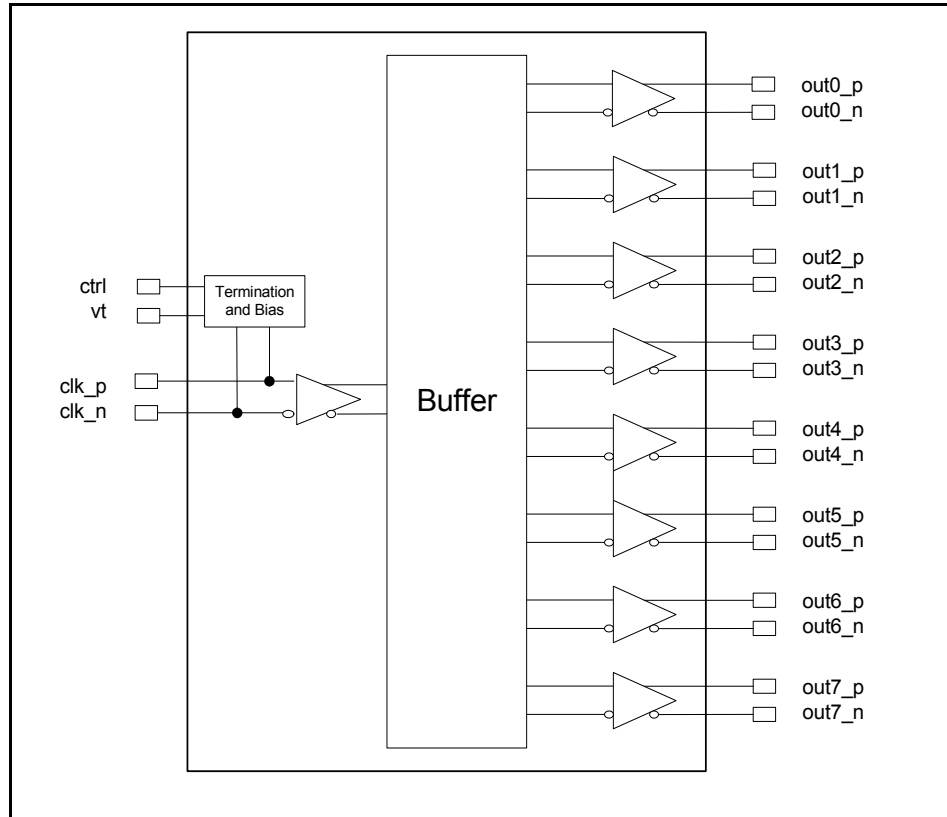 ctrl
vt
clk_p
clk_n
Termination
and Bias
Buffer
out0_p
out0_n
out1_p
out1_n
out2_p
out2_n
out3_p
out3_n
out4_p
out4_n
out5_p
out5_n
out6_p
out6_n
out7_p
out7_n